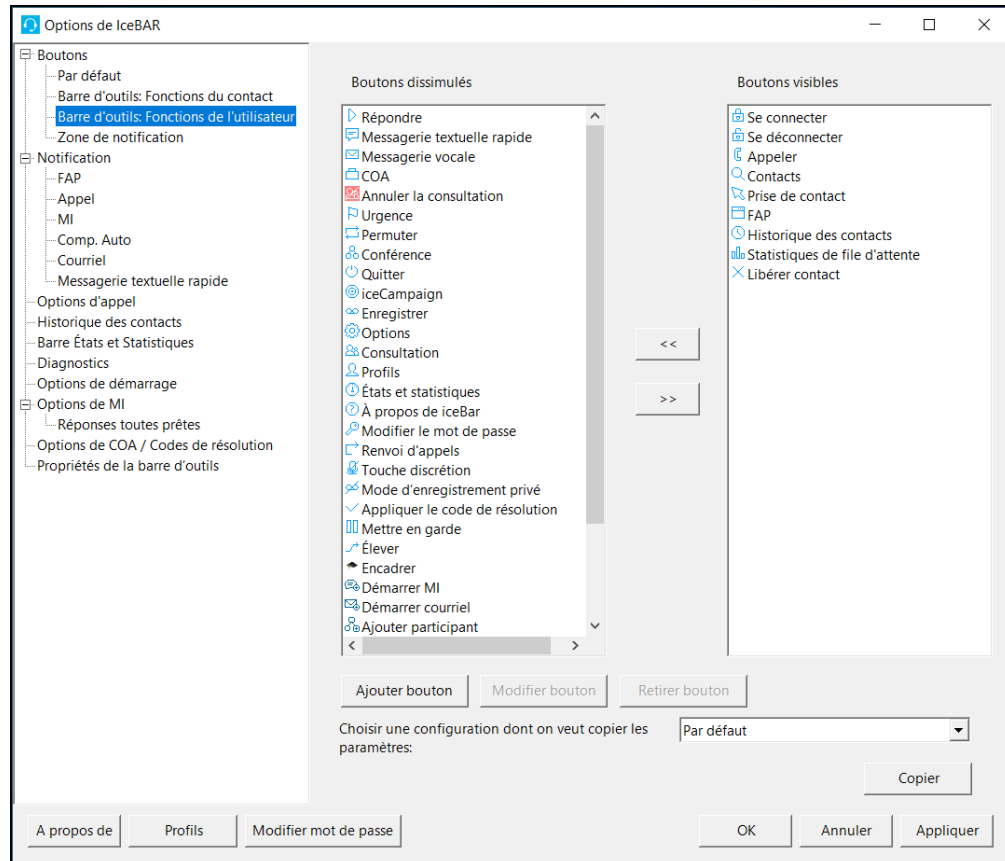 Options de IceBAR
Boutons
Par défaut
Barre d'outils: Fonctions du contact
Barre d'outils: Fonctions de l'utilisateur
Zone de notification
Notification
FAP
Appel
MI
Comp. Auto
Courriel
Messagerie textuelle rapide
Options d'appel
Historique des contacts
Barre États et Statistiques
Diagnostics
Options de démarrage
Options de MI
Réponses toutes prêtes
Options de COA / Codes de résolution
Propriétés de la barre d'outils
Boutons dissimulés
Répondre
Messagerie textuelle rapide
Messagerie vocale
COA
Annuler la consultation
Urgence
Permuter
Conférence
Quitter
iceCampaign
Enregistrer
Options
Consultation
Profils
États et statistiques
À propos de iceBar
Modifier le mot de passe
Renvoi d'appels
Touche discrétion
Mode d'enregistrement privé
Appliquer le code de résolution
Mettre en garde
Élever
Encadrer
Démarrer MI
Démarrer courriel
Ajouter participant
<<
>>
Boutons visibles
Se connecter
Se déconnecter
Appeler
Contacts
Prise de contact
FAP
Historique des contacts
Statistiques de file d'attente
Libérer contact
Ajouter bouton
Modifier bouton
Retirer bouton
Choisir une configuration dont on veut copier les
paramètres:
Par défaut
Copier
A propos de
Profils
Modifier mot de passe
OK
Annuler
Appliquer